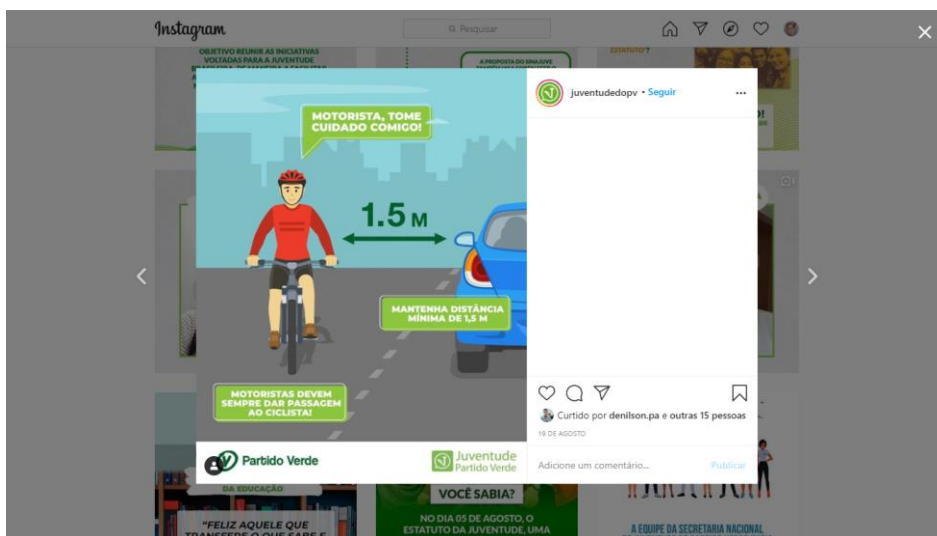 Instagram
Pesquisar
OBJETIVO REUNIR AS INICIATIVAS
VOLTADAS PARA A JUVENTUDE
A PROPOSTA DO SINAJUVE
ESTATUTO?
MOTORISTA, TOME
CUIDADO COMIGO!
1.5 M
MANTENHA DISTÂNCIA
MÍNIMA DE 1,5 M
MOTORISTAS DEVEM
SEMPRE DAR PASSAGEM
AO CICLISTA!
Partido Verde
Juventude
Partido Verde
juventudedopv • Seguir
Curtido por denilson.pa e outras 15 pessoas
19 DE AGOSTO
Adicione um comentário...
Publicar
DA EDUCAÇÃO
"FELIZ AQUELE QUE
TRANSFERE O QUE SABE E
VOCÊ SABIA?
NO DIA 05 DE AGOSTO, O
ESTATUTO DA JUVENTUDE, UMA
A EQUIPE DA SECRETARIA NACIONAL